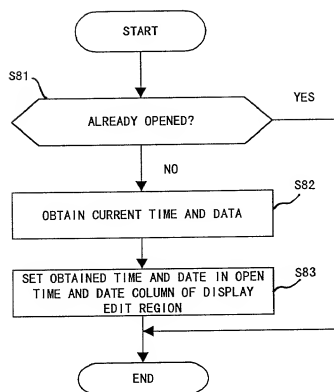 START
S81
ALREADY OPENED?
YES
NO
S82
OBTAIN CURRENT TIME AND DATA
S83
SET OBTAINED TIME AND DATE IN OPEN
TIME AND DATE COLUMN OF DISPLAY
EDIT REGION
END